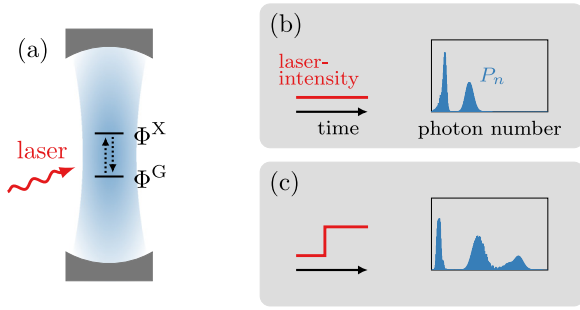 (a)
Φ^X
laser
Φ^G
(b)
laser-
intensity
time
P_n
photon number
(c)